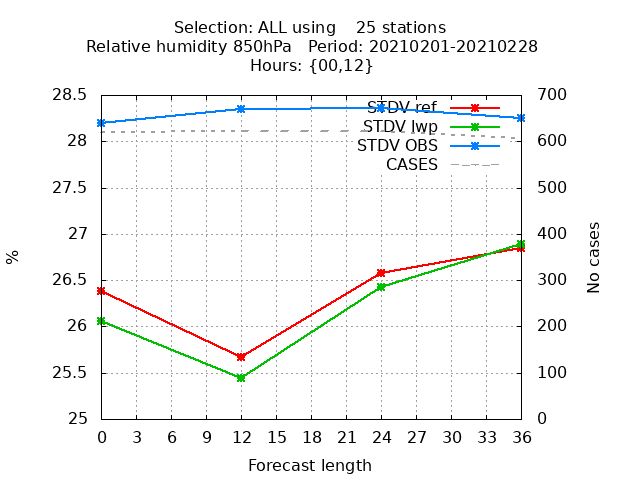 Selection: ALL using    25 stations
Relative humidity 850hPa   Period: 20210201-20210228
Hours: {00,12}
STDV ref
STDV lwp
STDV OBS
CASES
28.5
28
27.5
27
26.5
26
25.5
25
700
600
500
400
300
200
100
0
%
No cases
0 3 6 9 12 15 18 21 24 27 30 33 36
Forecast length